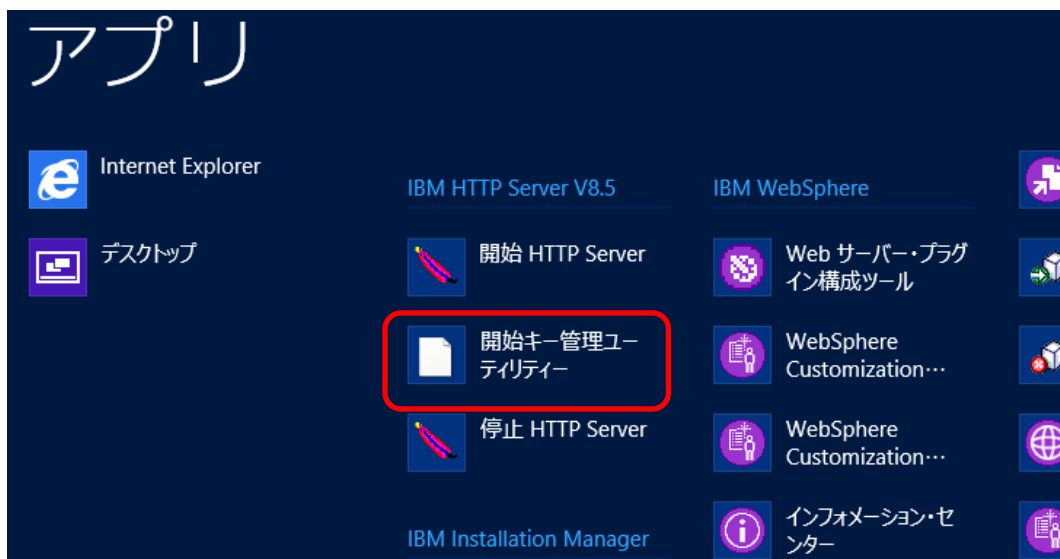 アプリ
Internet Explorer
デスクトップ
IBM HTTP Server V8.5
開始 HTTP Server
開始キー管理ユー
ティリティー
停止 HTTP Server
IBM Installation Manager
IBM WebSphere
Web サーバー・プラグ
イン構成ツール
WebSphere
Customization…
WebSphere
Customization…
インフォメーション・セ
ンター